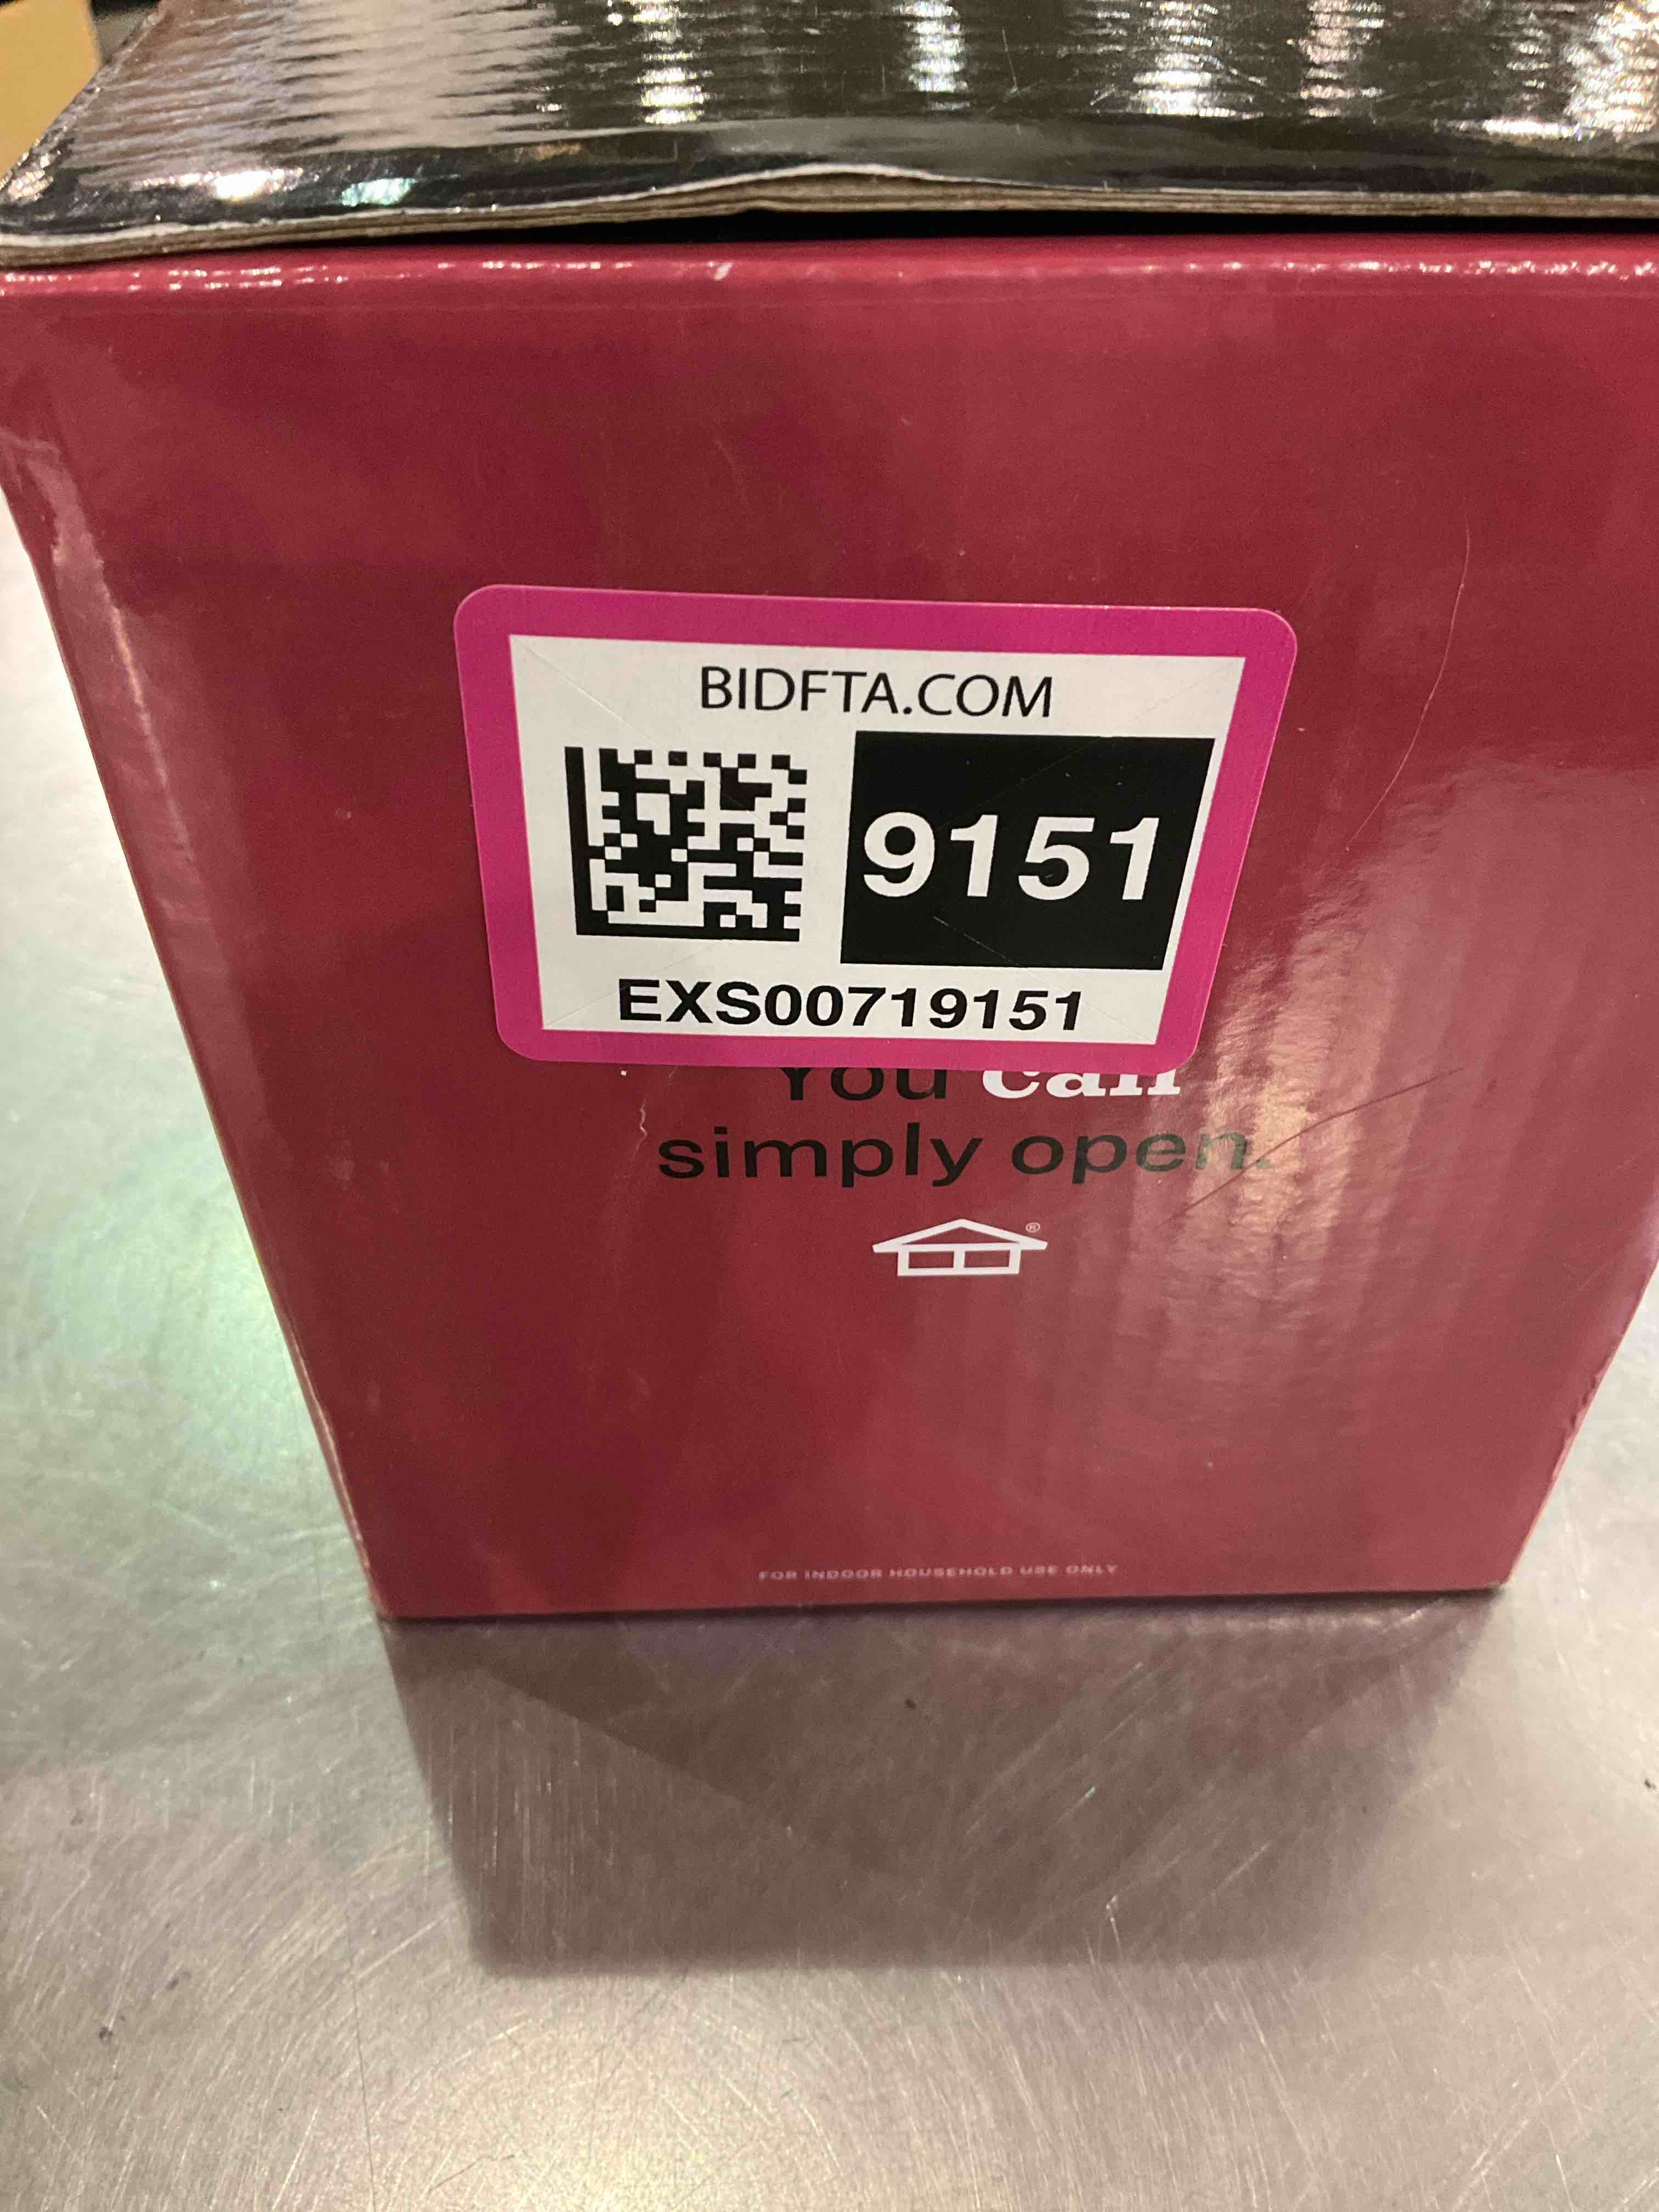 BIDFTA.COM
9151
EXS00719151
You can
simply open.
®
FOR INDOOR HOUSEHOLD USE ONLY